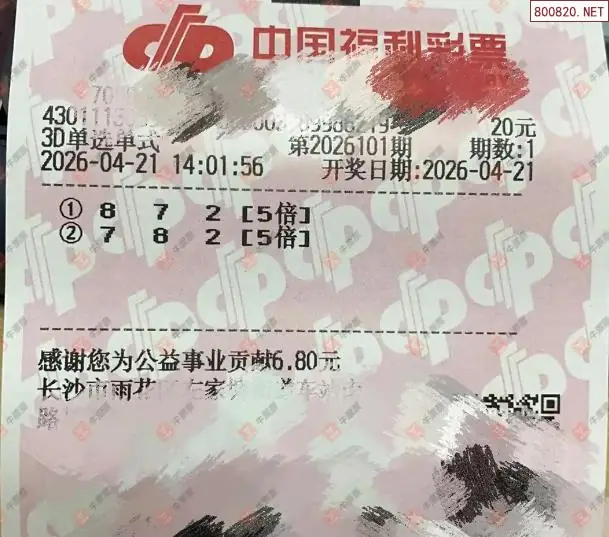 800820.NET
中国福利彩票
20元
3D单选单式 第2026101期 期数:1
2026-04-21 14:01:56 开奖日期:2026-04-21
① 8 7 2 [5倍]
② 7 8 2 [5倍]
感谢您为公益事业贡献6.80元
长沙市雨花
路